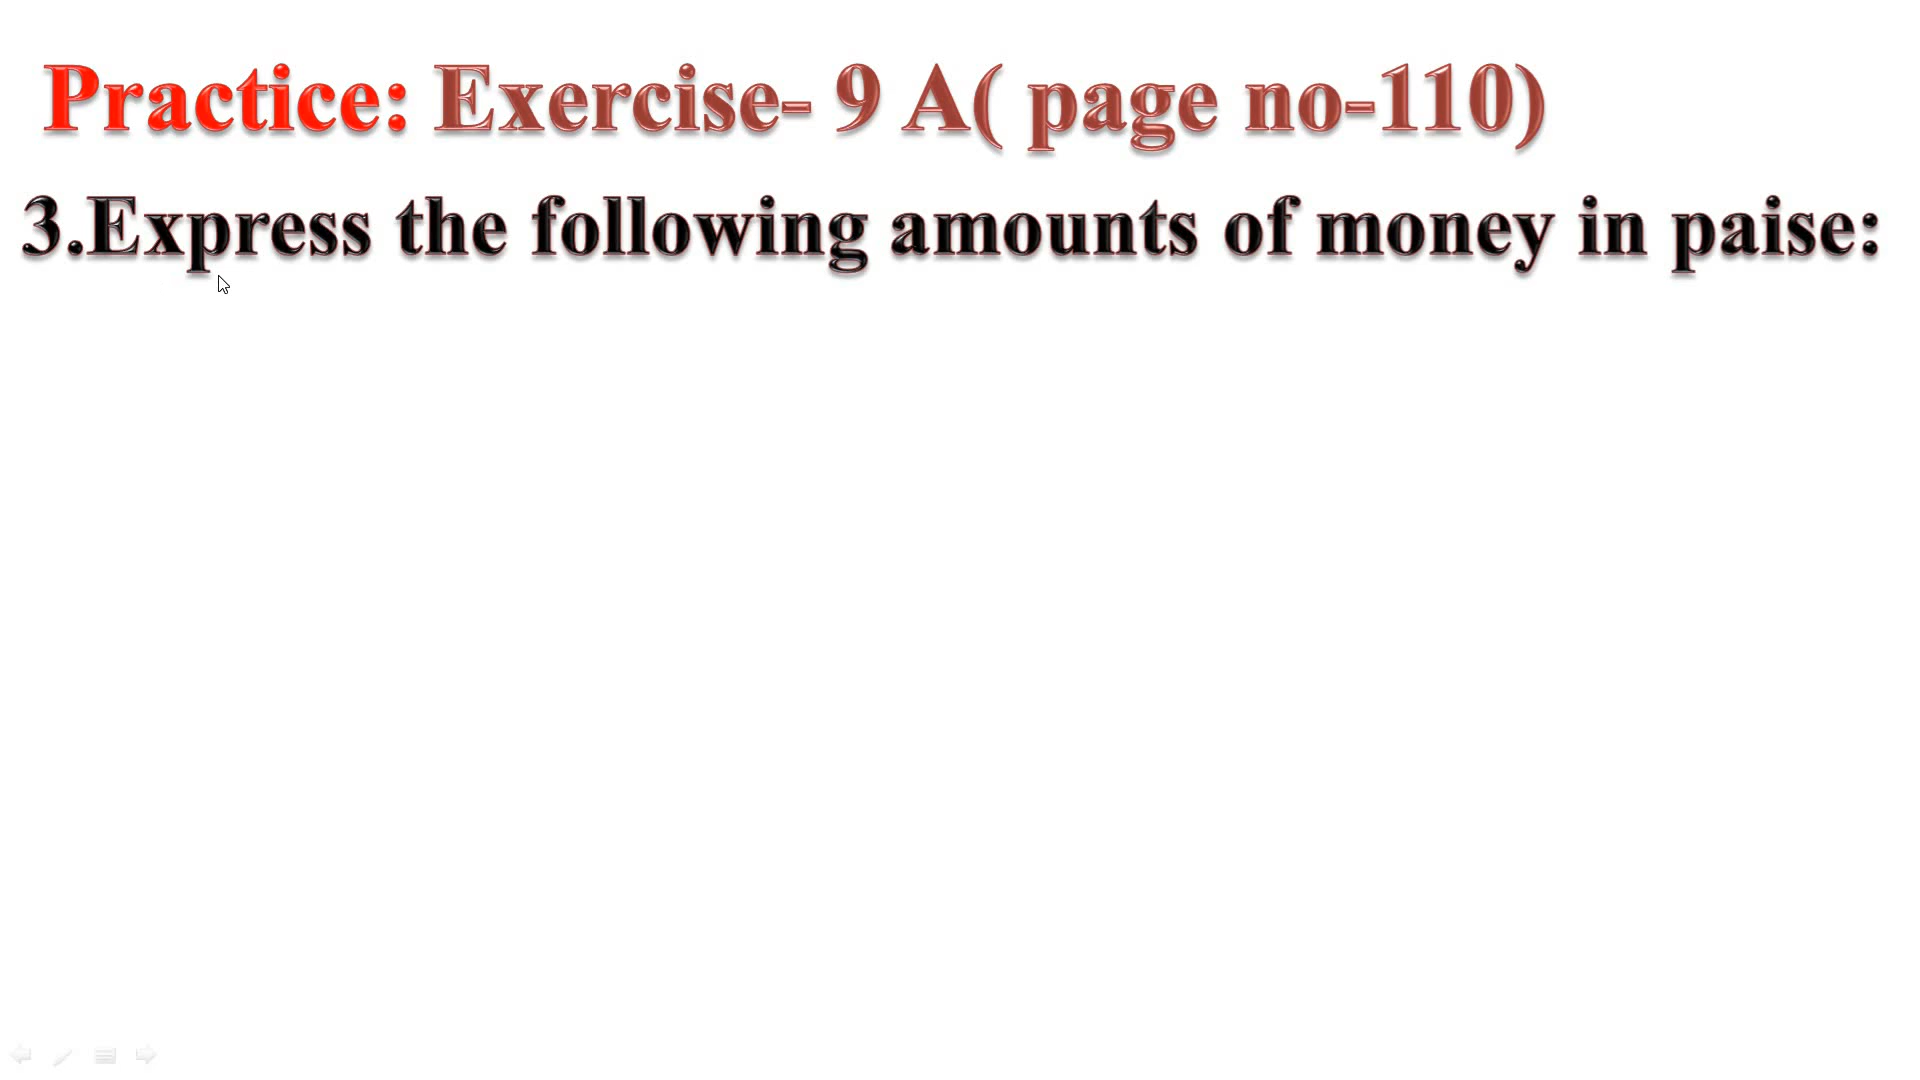 Practice: Exercise- 9 A( page no-110)
3.Express the following amounts of money in paise: